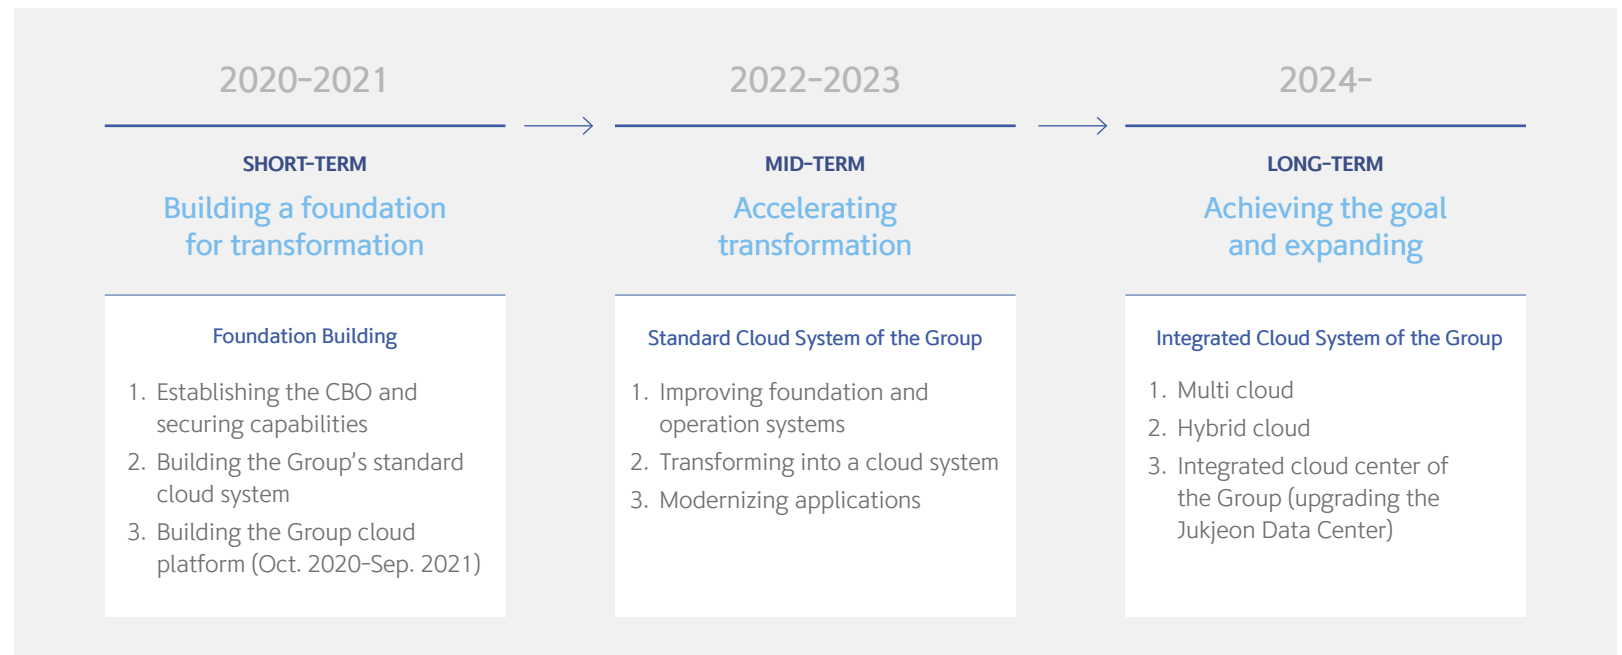 2020-2021
SHORT-TERM
Building a foundation
for transformation
Foundation Building
1. Establishing the CBO and
securing capabilities
2. Building the Group's standard
cloud system
3. Building the Group cloud
platform (Oct. 2020-Sep. 2021)
2022-2023
MID-TERM
Accelerating
transformation
Standard Cloud System of the Group
1. Improving foundation and
operation systems
2. Transforming into a cloud system
3. Modernizing applications
2024-
LONG-TERM
Achieving the goal
and expanding
Integrated Cloud System of the Group
1. Multi cloud
2. Hybrid cloud
3. Integrated cloud center of
the Group (upgrading the
Jukjeon Data Center)